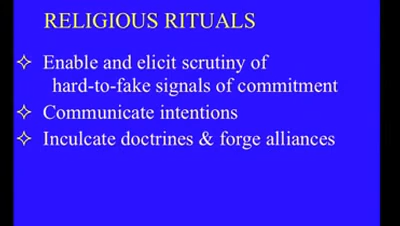 RELIGIOUS RITUALS
✧ Enable and elicit scrutiny of
hard-to-fake signals of commitment
✧ Communicate intentions
✧ Inculcate doctrines & forge alliances